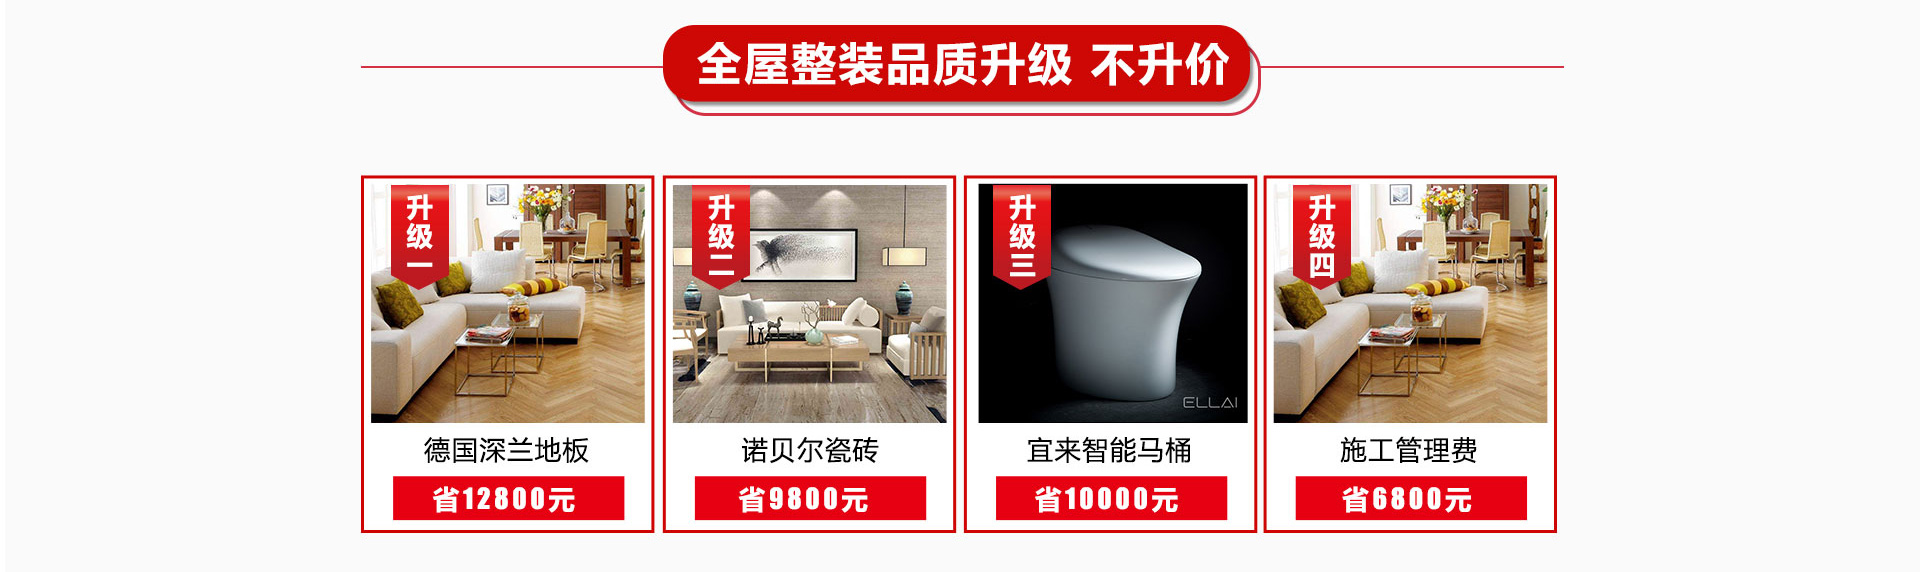 全屋整装品质升级 不升价
升级一
德国深兰地板
省12800元
升级二
诺贝尔瓷砖
省9800元
升级三
ELLAI
宜来智能马桶
省10000元
升级四
施工管理费
省6800元